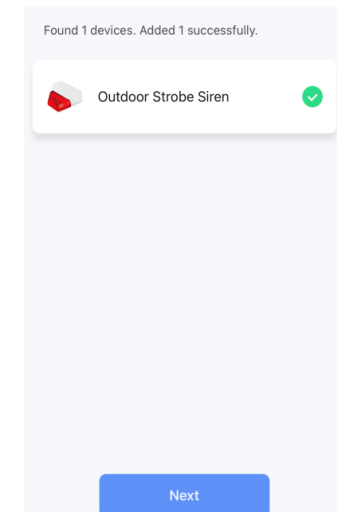 Found 1 devices. Added 1 successfully.
Outdoor Strobe Siren
Next